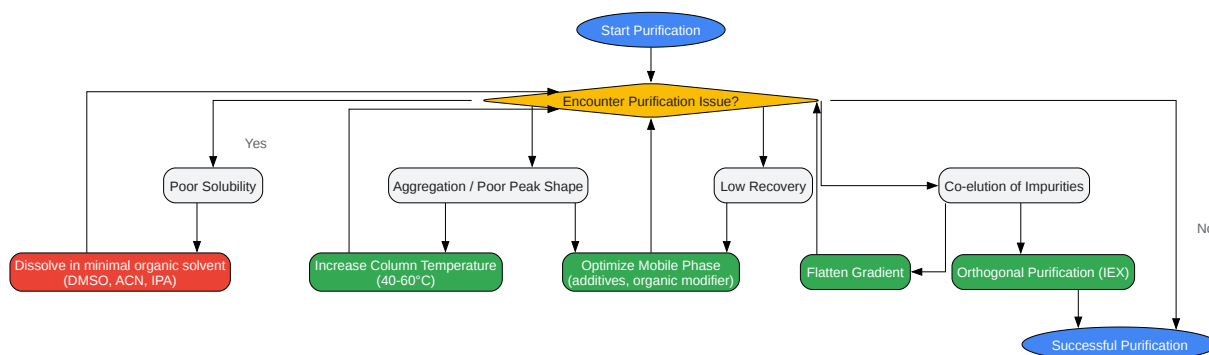 Start Purification
Encounter Purification Issue?
Yes
Poor Solubility
Aggregation / Poor Peak Shape
Low Recovery
Co-elution of Impurities
No
Dissolve in minimal organic solvent
(DMSO, ACN, IPA)
Increase Column Temperature
(40-60°C)
Optimize Mobile Phase
(additives, organic modifier)
Flatten Gradient
Orthogonal Purification (IEX)
Successful Purification